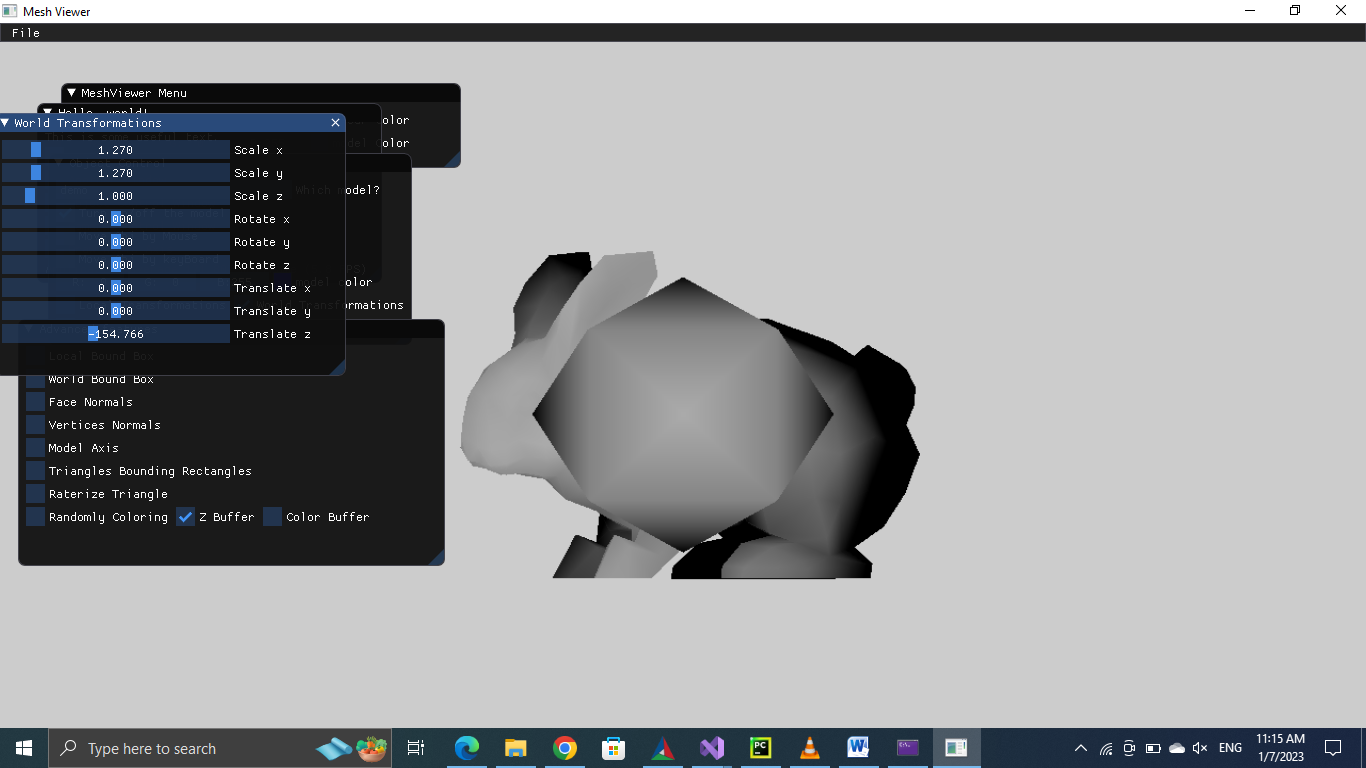 Mesh Viewer
File
MeshViewer Menu
olor
Hello, world!
World Transformations
del Color
1.270 Scale x
1.270 Scale y
1.000 Scale z
Which model?
0.000 Rotate x
0.000 Rotate y
0.000 Rotate z
0.000 Translate x
color
0.000 Translate y
Transformations
-154.766 Translate z
Local Bound Box
World Bound Box
Face Normals
Vertices Normals
Model Axis
Triangles Bounding Rectangles
Raterize Triangle
Randomly Coloring Z Buffer Color Buffer
Type here to search
PC
W
ENG
11:15 AM
1/7/2023